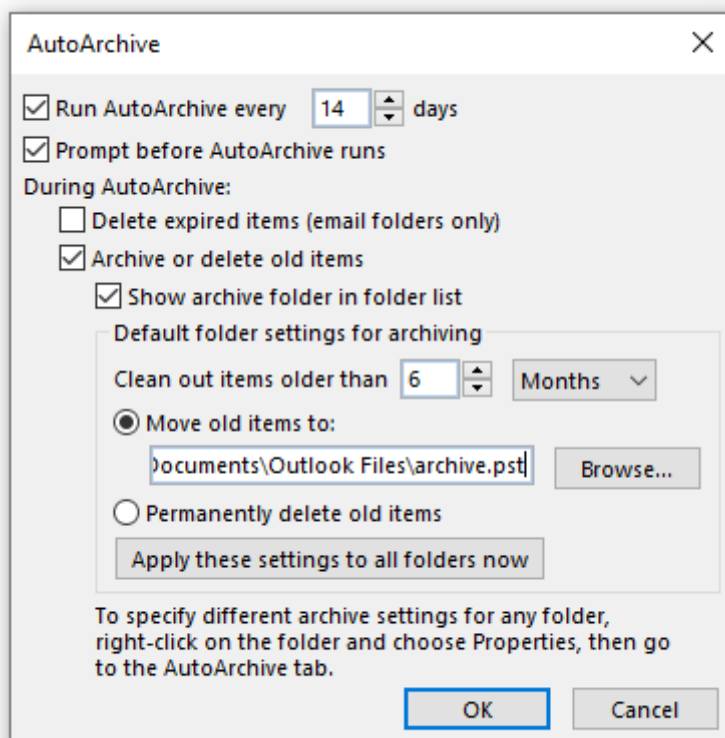 AutoArchive
Run AutoArchive every 14 days
Prompt before AutoArchive runs
During AutoArchive:
Delete expired items (email folders only)
Archive or delete old items
Show archive folder in folder list
Default folder settings for archiving
Clean out items older than 6 Months
Move old items to:
Documents\Outlook Files\archive.pst Browse...
Permanently delete old items
Apply these settings to all folders now
To specify different archive settings for any folder,
right-click on the folder and choose Properties, then go
to the AutoArchive tab.
OK Cancel